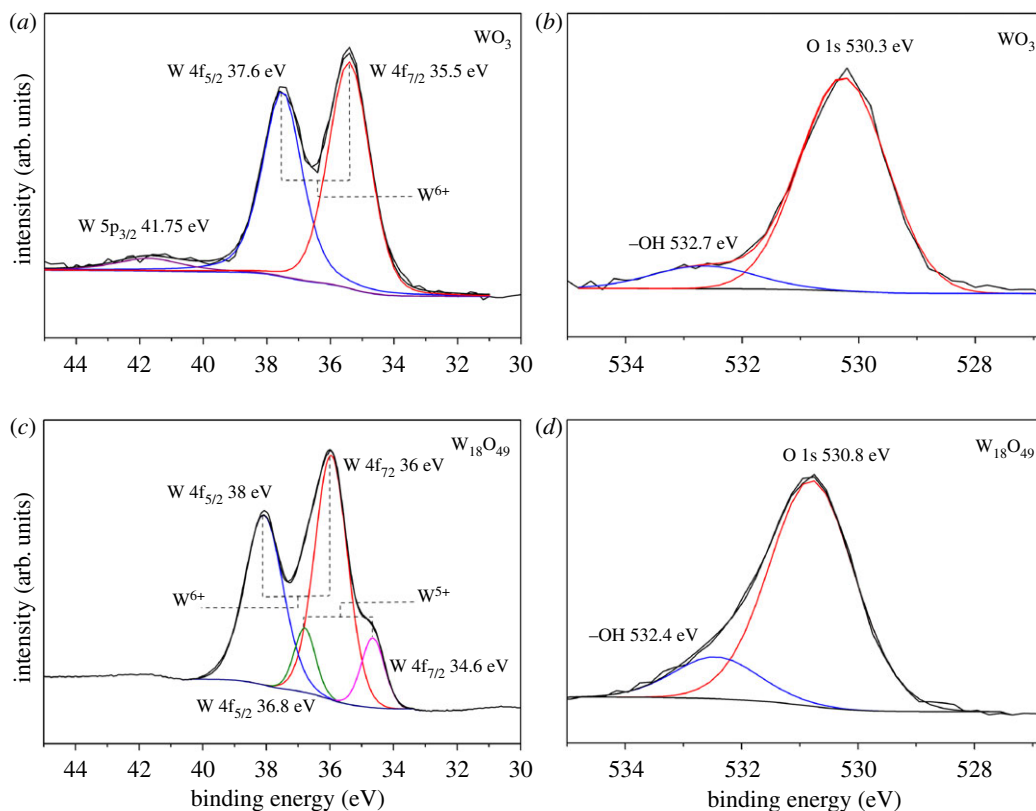 (a)
WO3
W 4f5/2 37.6 eV
W 4f7/2 35.5 eV
W6+
W 5p3/2 41.75 eV
intensity (arb. units)
44 42 40 38 36 34 32 30
(b)
WO3
O 1s 530.3 eV
–OH 532.7 eV
534 532 530 528
(c)
W18O49
W 4f72 36 eV
W 4f5/2 38 eV
W6+
W5+
W 4f7/2 34.6 eV
W 4f5/2 36.8 eV
intensity (arb. units)
44 42 40 38 36 34 32 30
binding energy (eV)
(d)
W18O49
O 1s 530.8 eV
–OH 532.4 eV
534 532 530 528
binding energy (eV)